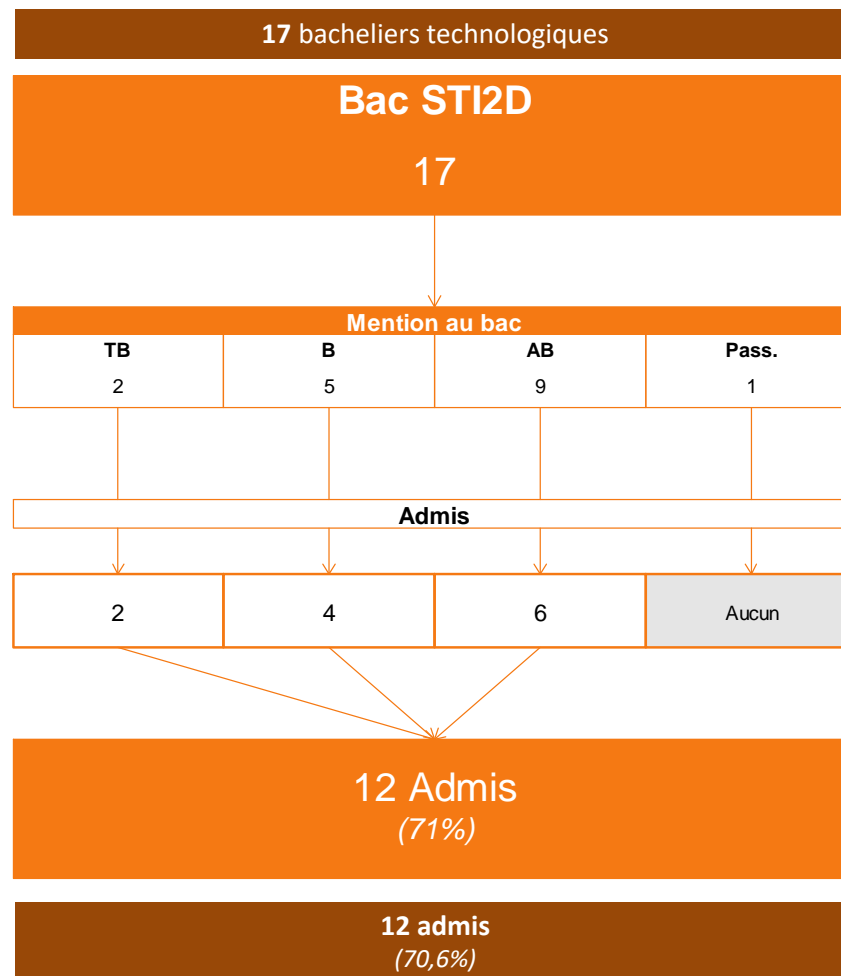 17 bacheliers technologiques
Bac STI2D
17
Mention au bac
TB B AB Pass.
2 5 9 1
Admis
2 4 6 Aucun
12 Admis
(71%)
12 admis
(70,6%)